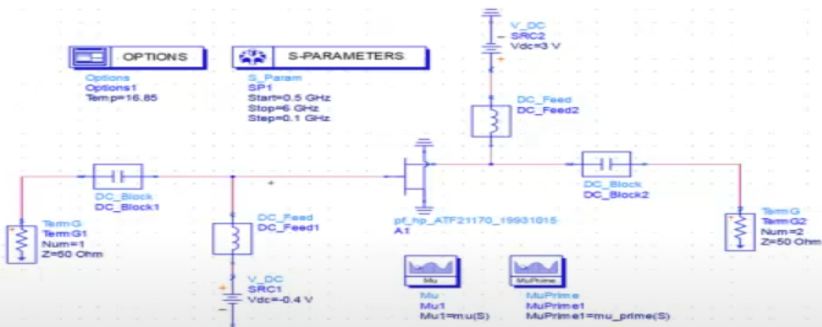 V_DC
SRC2
Vdc=3 V
OPTIONS
S-PARAMETERS
Options
Options1
Temp=16.85
S_Param
SP1
Start=0.5 GHz
Stop=6 GHz
Step=0.1 GHz
DC_Feed
DC_Feed2
DC_Block
DC_Block1
DC_Block
DC_Block2
TermG
TermG1
Num=1
Z=50 Ohm
DC_Feed
DC_Feed1
pf_hp_ATF21170_19931015
A1
TermG
TermG2
Num=2
Z=50 Ohm
V_DC
SRC1
Vdc=-0.4 V
Mu
Mu
Mu1
Mu1=mu(S)
MuPrime
MuPrime
MuPrime1
MuPrime1=mu_prime(S)